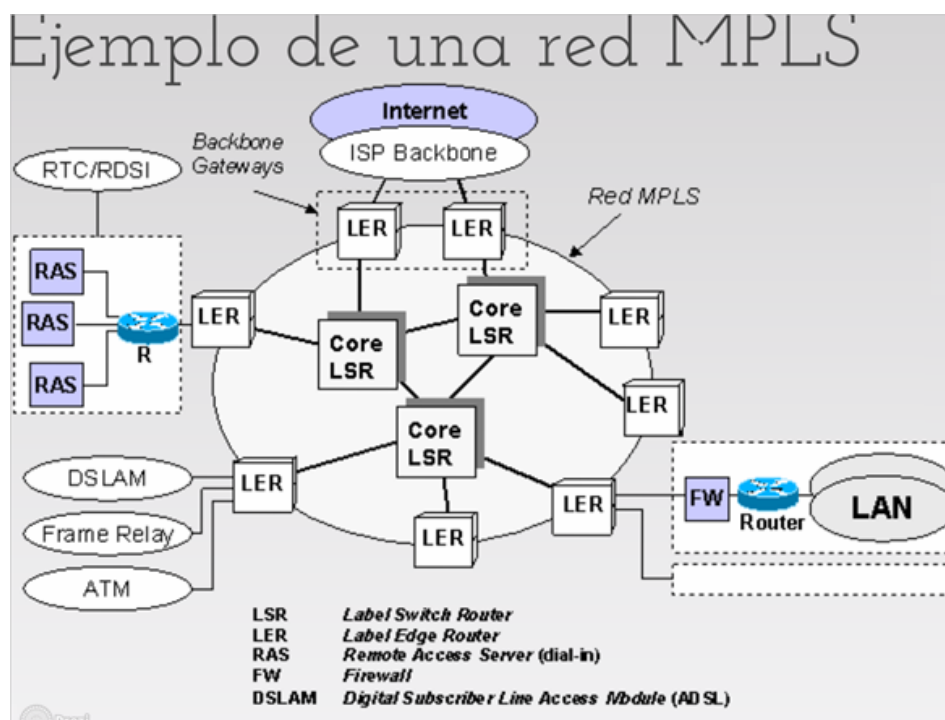 Ejemplo de una red MPLS
Internet
ISP Backbone
Backbone
Gateways
Red MPLS
RTC/RDSI
LER
LER
RAS
RAS
RAS
R
LER
Core
LSR
Core
LSR
LER
LER
Core
LSR
DSLAM
Frame Relay
ATM
LER
LER
LER
FW
Router
LAN
LSR Label Switch Router
LER Label Edge Router
RAS Remote Access Server (dial-in)
FW Firewall
DSLAM Digital Subscriber Line Access Module (ADSL)